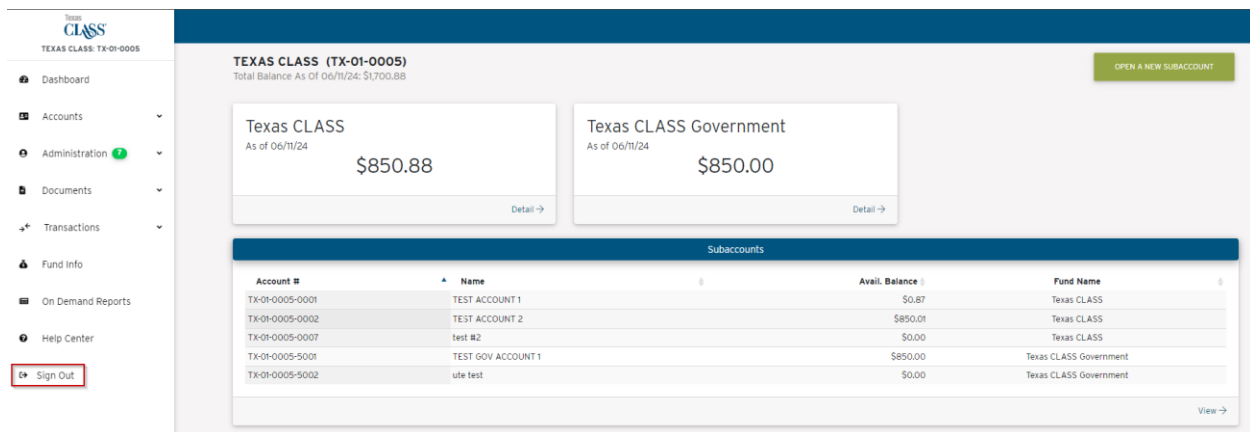 Texas
CLASS
TEXAS CLASS: TX-01-0005
Dashboard
Accounts
Administration 7
Documents
Transactions
Fund Info
On Demand Reports
Help Center
Sign Out
TEXAS CLASS (TX-01-0005)
Total Balance As Of 06/11/24: $1,700.88
OPEN A NEW SUBACCOUNT
Texas CLASS
As of 06/11/24
$850.88
Detail →
Texas CLASS Government
As of 06/11/24
$850.00
Detail →
Subaccounts
Account # Name Avail. Balance Fund Name
TX-01-0005-0001 TEST ACCOUNT 1 $0.87 Texas CLASS
TX-01-0005-0002 TEST ACCOUNT 2 $850.01 Texas CLASS
TX-01-0005-0007 test #2 $0.00 Texas CLASS
TX-01-0005-5001 TEST GOV ACCOUNT 1 $850.00 Texas CLASS Government
TX-01-0005-5002 ute test $0.00 Texas CLASS Government
View →